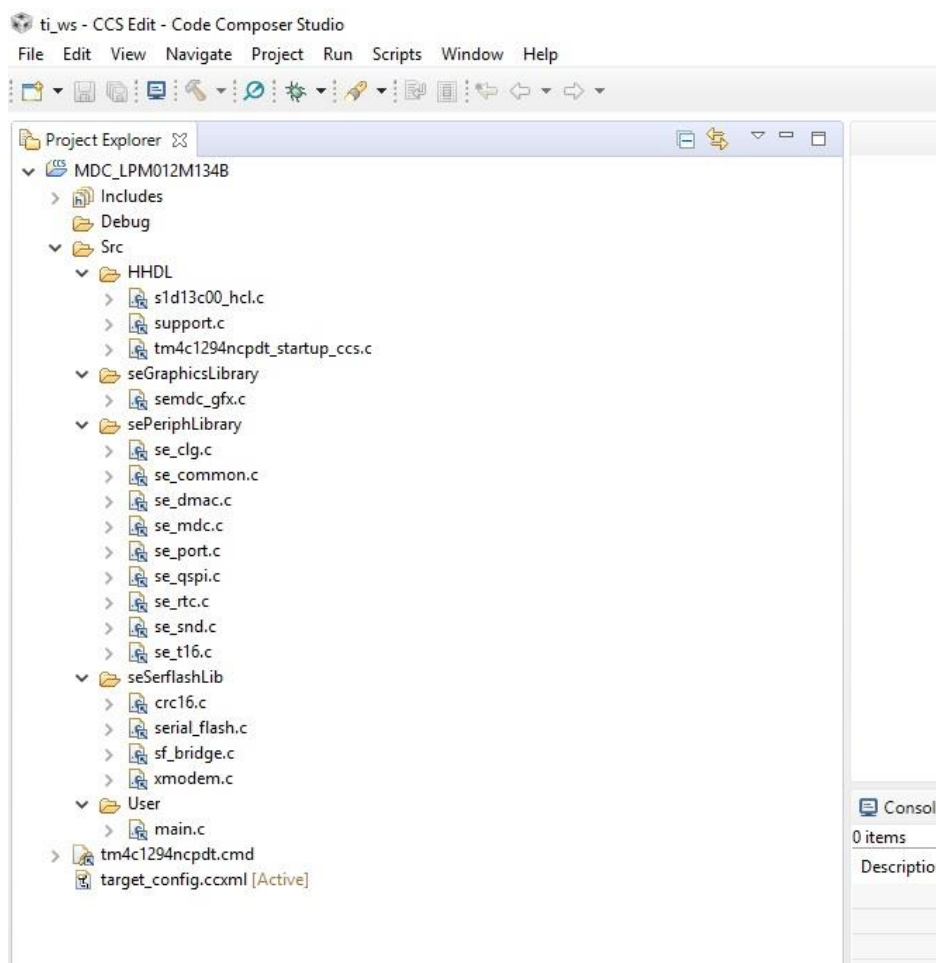 ti_ws - CCS Edit - Code Composer Studio
File Edit View Navigate Project Run Scripts Window Help
Project Explorer
MDC_LPM012M134B
Includes
Debug
Src
HHDL
s1d13c00_hcl.c
support.c
tm4c1294ncpdt_startup_ccs.c
seGraphicsLibrary
semdc_gfx.c
sePeriphLibrary
se_clg.c
se_common.c
se_dmac.c
se_mdc.c
se_port.c
se_qspi.c
se_rtc.c
se_snd.c
se_t16.c
seSerflashLib
crc16.c
serial_flash.c
sf_bridge.c
xmodem.c
User
main.c
tm4c1294ncpdt.cmd
target_config.ccxml [Active]
Consol
0 items
Descriptio